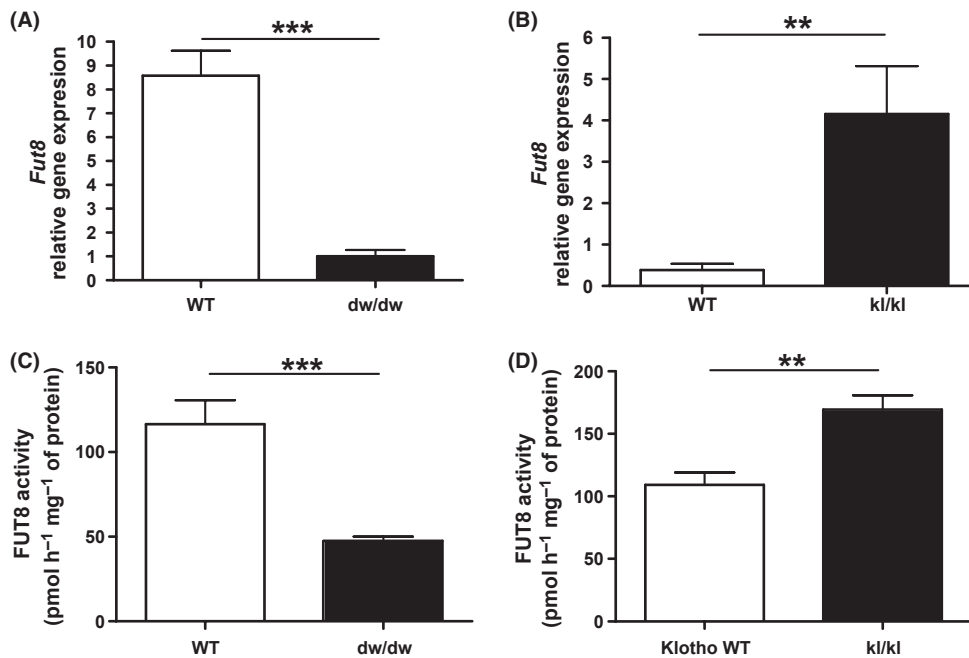 (A)
***
Fut8
relative gene expression
10
9
8
7
6
5
4
3
2
1
0
WT
dw/dw
(B)
**
Fut8
relative gene expression
6
5
4
3
2
1
0
WT
kl/kl
(C)
***
FUT8 activity
(pmol h⁻¹ mg⁻¹ of protein)
150
100
50
0
WT
dw/dw
(D)
**
FUT8 activity
(pmol h⁻¹ mg⁻¹ of protein)
200
150
100
50
0
Klotho WT
kl/kl